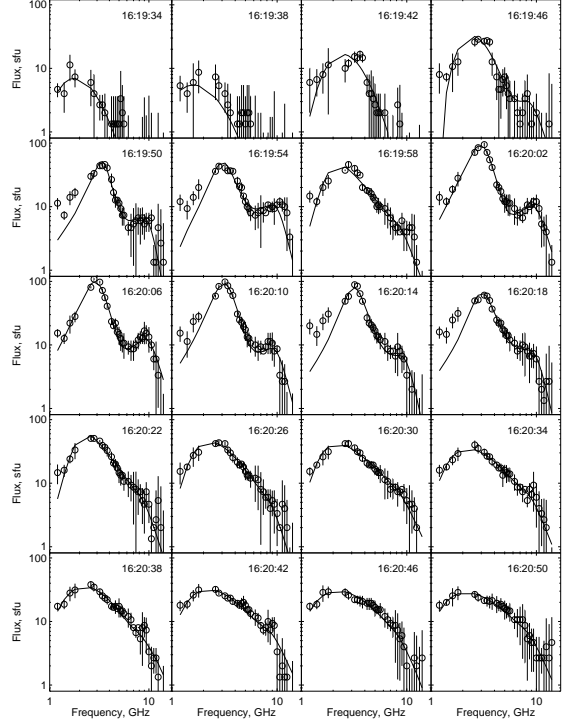 100 16:19:34 16:19:38 16:19:42 16:19:46
Flux, sfu
10
1
100 16:19:50 16:19:54 16:19:58 16:20:02
Flux, sfu
10
1
100 16:20:06 16:20:10 16:20:14 16:20:18
Flux, sfu
10
1
100 16:20:22 16:20:26 16:20:30 16:20:34
Flux, sfu
10
1
100 16:20:38 16:20:42 16:20:46 16:20:50
Flux, sfu
10
1
1 10 1 10 1 10 1 10
Frequency, GHz Frequency, GHz Frequency, GHz Frequency, GHz